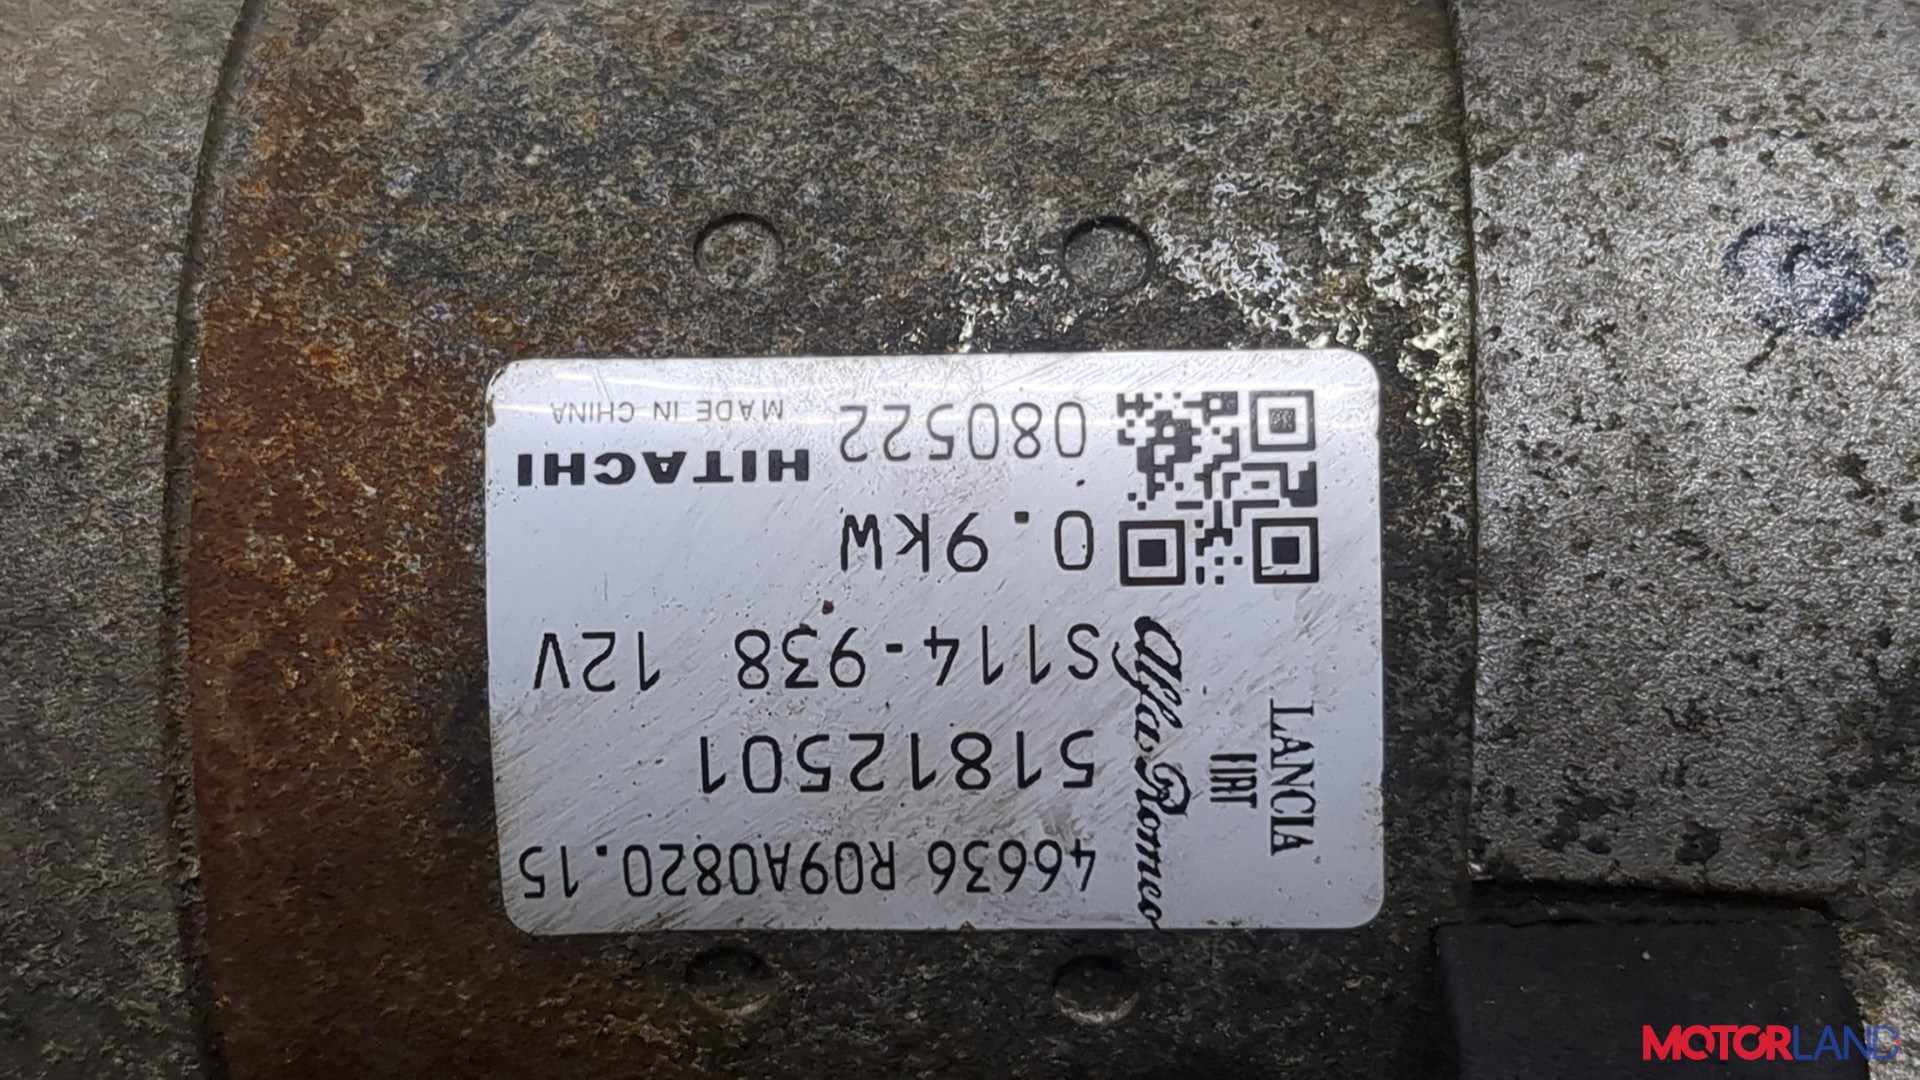 46636 R09A0820.15
51812501
S114-938 12V
0.9kW
080522
HITACHI
MADE IN CHINA
Alfa Romeo
FIAT
LANCIA
MOTORLAND